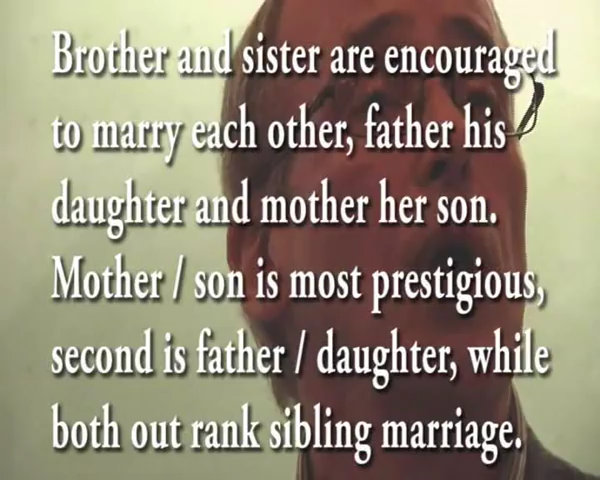 Brother and sister are encouraged
to marry each other, father his
daughter and mother her son.
Mother / son is most prestigious,
second is father / daughter, while
both out rank sibling marriage.